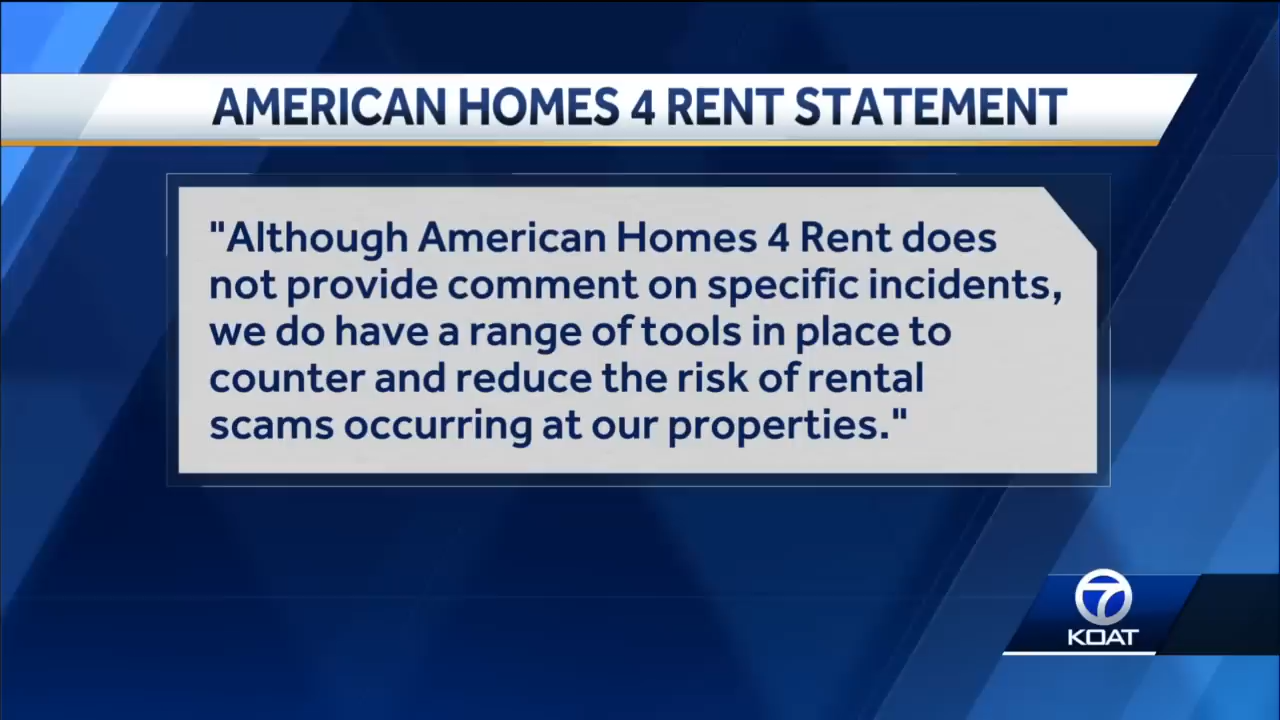 AMERICAN HOMES 4 RENT STATEMENT
"Although American Homes 4 Rent does
not provide comment on specific incidents,
we do have a range of tools in place to
counter and reduce the risk of rental
scams occurring at our properties."
7
KOAT